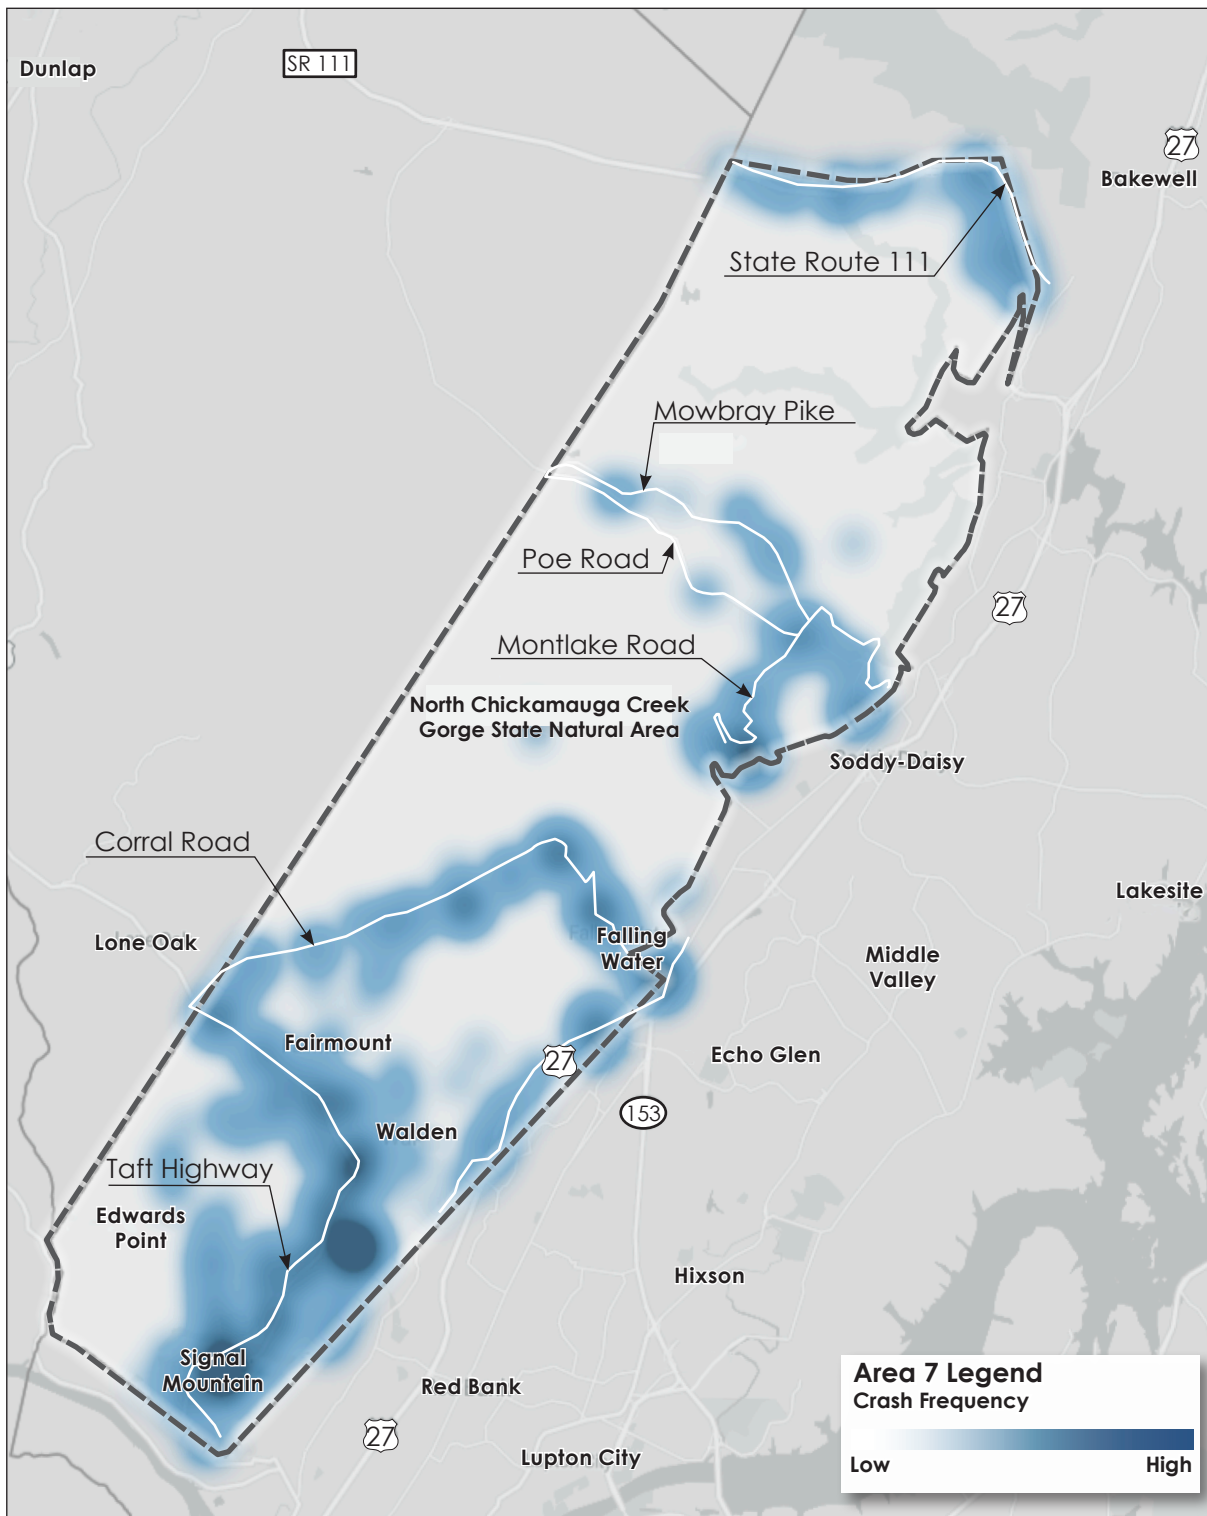 Dunlap
SR 111
27
Bakewell
State Route 111
Mowbray Pike
Poe Road
27
Montlake Road
North Chickamauga Creek
Gorge State Natural Area
Soddy-Daisy
Corral Road
Lakesite
Lone Oak
Falling
Water
Middle
Valley
Fairmount
27
Echo Glen
153
Walden
Taft Highway
Edwards
Point
Hixson
Signal
Mountain
Red Bank
27
Lupton City
Area 7 Legend
Crash Frequency
Low High